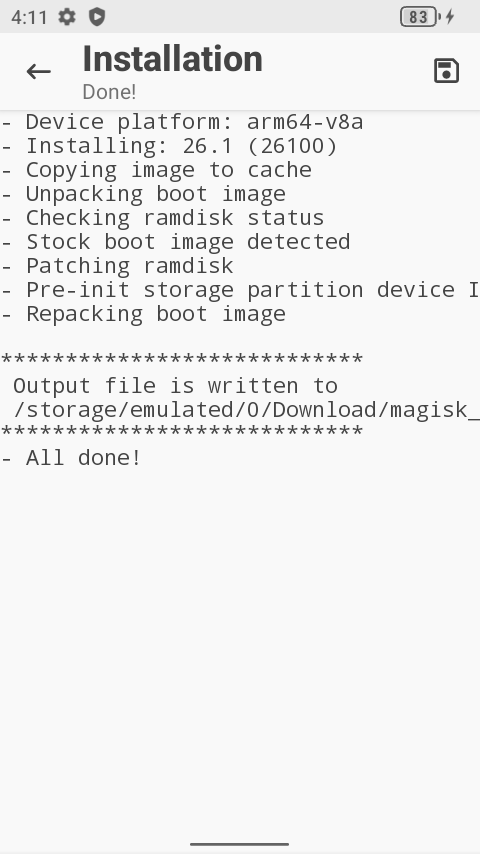 4:11
83
Installation
Done!
- Device platform: arm64-v8a
- Installing: 26.1 (26100)
- Copying image to cache
- Unpacking boot image
- Checking ramdisk status
- Stock boot image detected
- Patching ramdisk
- Pre-init storage partition device I
- Repacking boot image
****************************
Output file is written to
/storage/emulated/0/Download/magisk_
****************************
- All done!